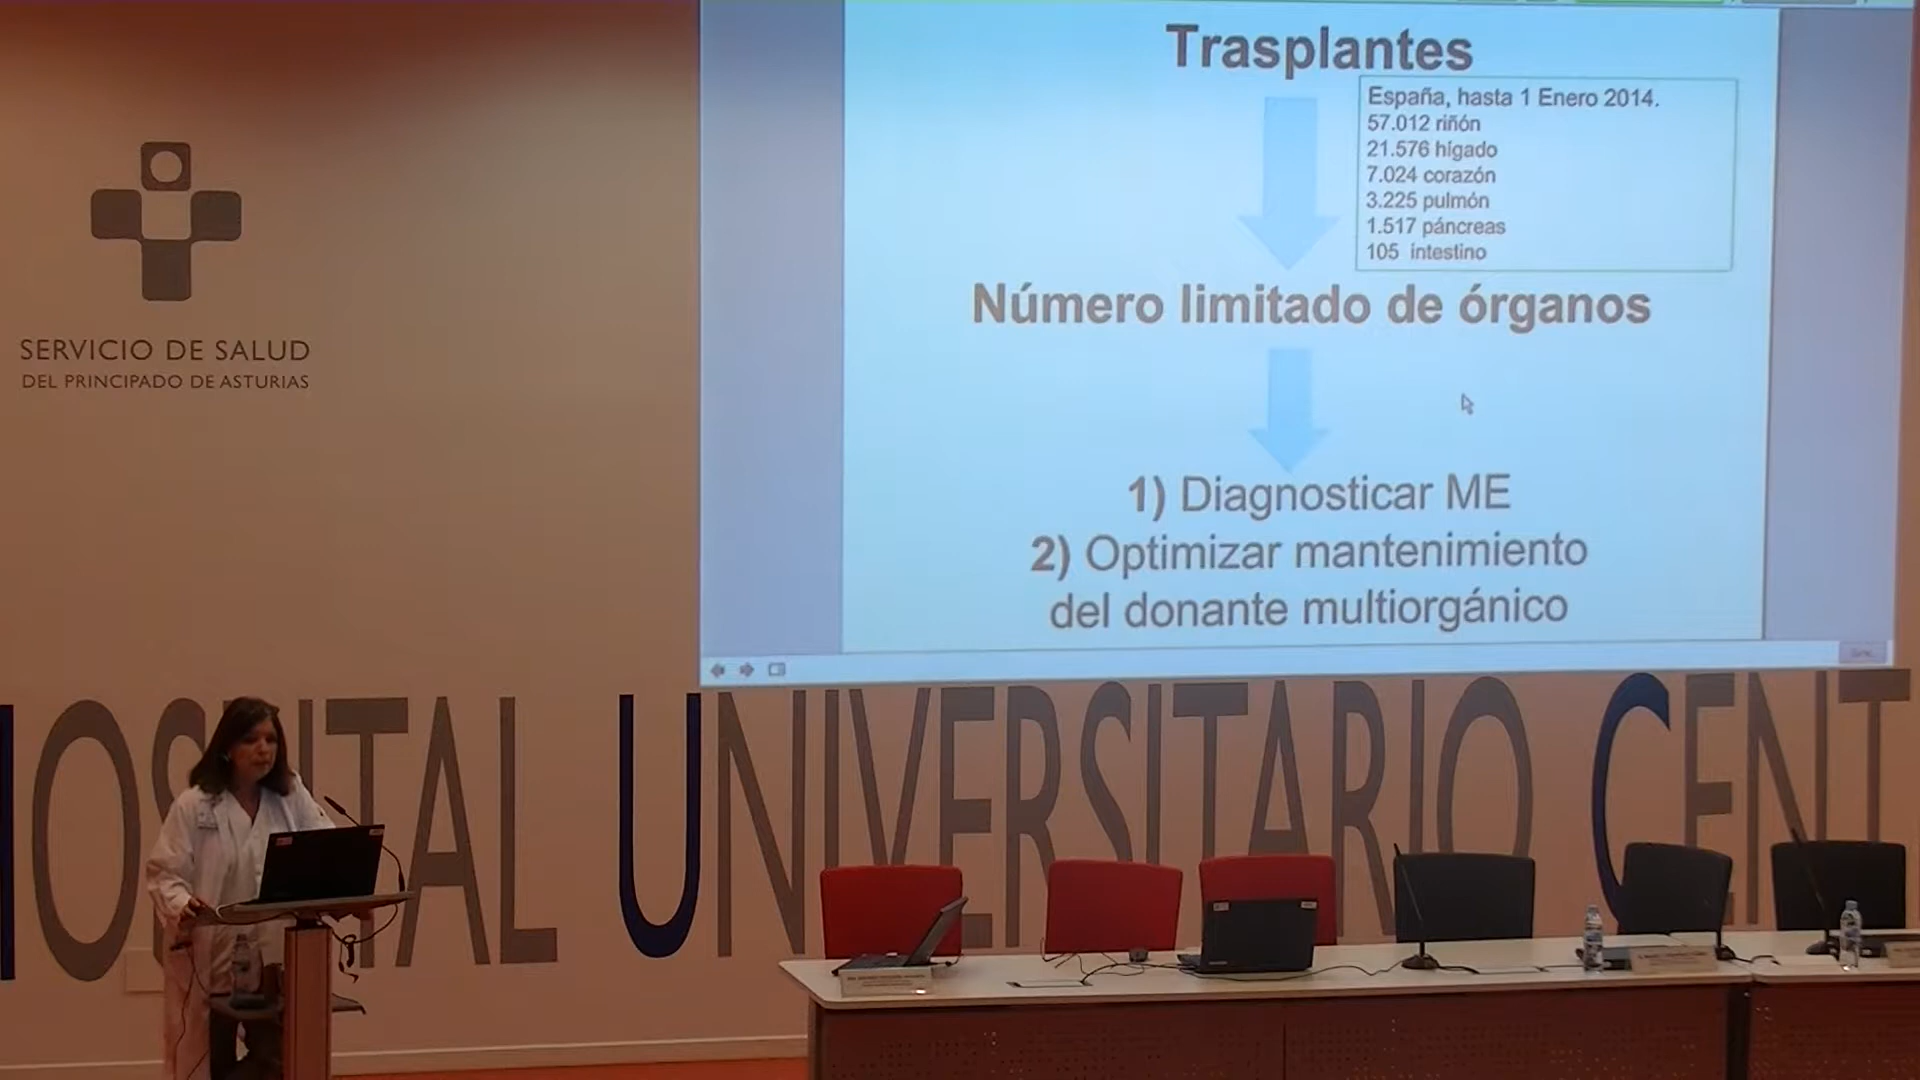 Trasplantes
España, hasta 1 Enero 2014.
57.012 riñón
21.576 hígado
7.024 corazón
3.225 pulmón
1.517 páncreas
105 intestino
Número limitado de órganos
1) Diagnosticar ME
2) Optimizar mantenimiento
del donante multiorgánico
SERVICIO DE SALUD
DEL PRINCIPADO DE ASTURIAS
HOSPITAL UNIVERSITARIO CENT